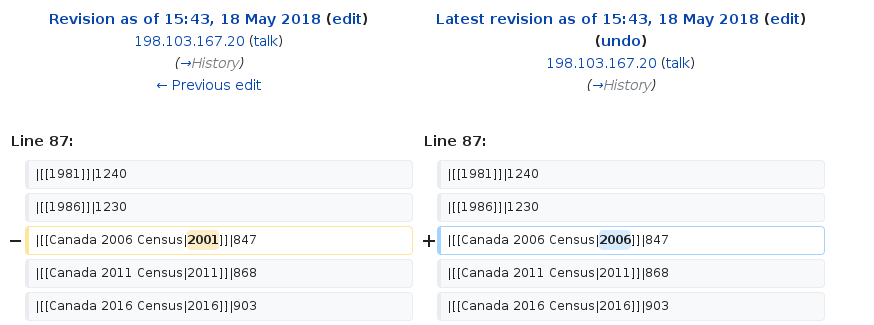 Revision as of 15:43, 18 May 2018 (edit)
198.103.167.20 (talk)
(→History)
← Previous edit
Latest revision as of 15:43, 18 May 2018 (edit)
(undo)
198.103.167.20 (talk)
(→History)
Line 87:
Line 87:
|[[1981]]|1240
|[[1981]]|1240
|[[1986]]|1230
|[[1986]]|1230
− |[[Canada 2006 Census|2001]]|847
+ |[[Canada 2006 Census|2006]]|847
|[[Canada 2011 Census|2011]]|868
|[[Canada 2011 Census|2011]]|868
|[[Canada 2016 Census|2016]]|903
|[[Canada 2016 Census|2016]]|903